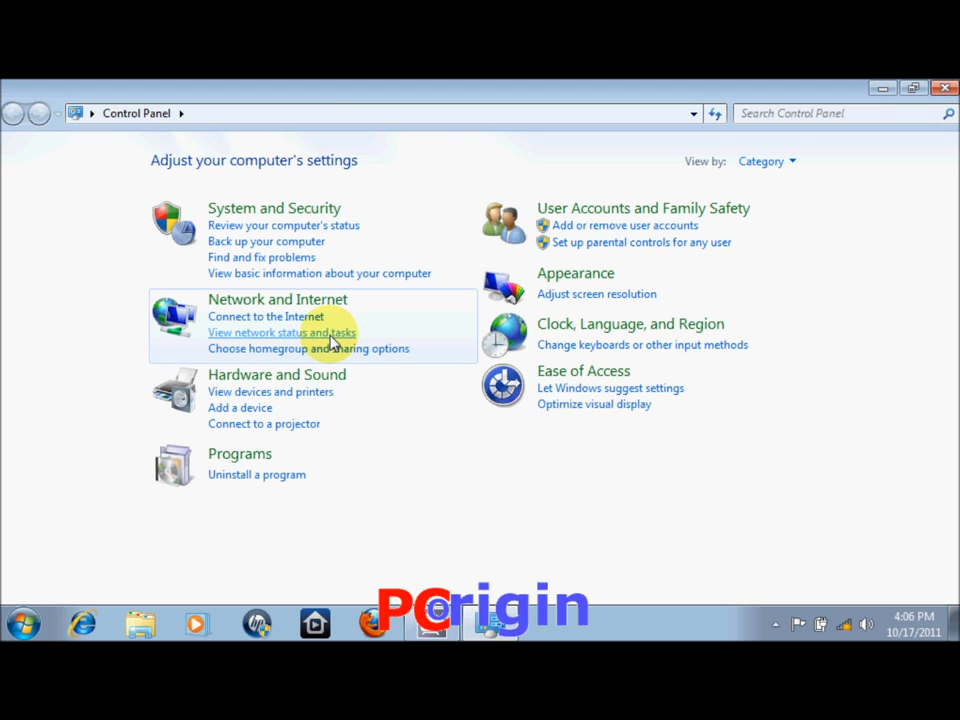 Control Panel
Search Control Panel
Adjust your computer's settings
View by: Category
System and Security
Review your computer's status
Back up your computer
Find and fix problems
View basic information about your computer
Network and Internet
Connect to the Internet
View network status and tasks
Choose homegroup and sharing options
Hardware and Sound
View devices and printers
Add a device
Connect to a projector
Programs
Uninstall a program
User Accounts and Family Safety
Add or remove user accounts
Set up parental controls for any user
Appearance
Adjust screen resolution
Clock, Language, and Region
Change keyboards or other input methods
Ease of Access
Let Windows suggest settings
Optimize visual display
PCorigin
hp
4:06 PM
10/17/2011